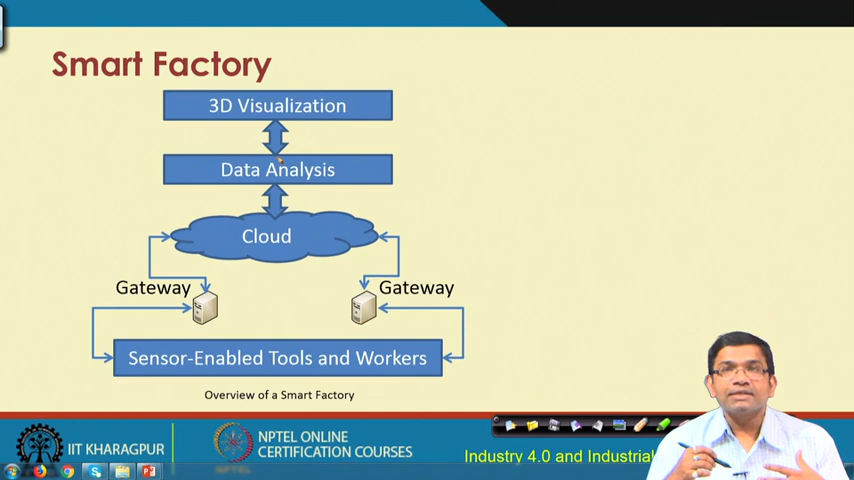 Smart Factory
3D Visualization
Data Analysis
Cloud
Gateway
Gateway
Sensor-Enabled Tools and Workers
Overview of a Smart Factory
IIT KHARAGPUR
NPTEL ONLINE
CERTIFICATION COURSES
NPTEL
Industry 4.0 and Industrial